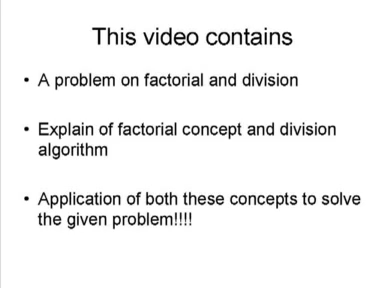 This video contains
• A problem on factorial and division
• Explain of factorial concept and division
algorithm
• Application of both these concepts to solve
the given problem!!!!